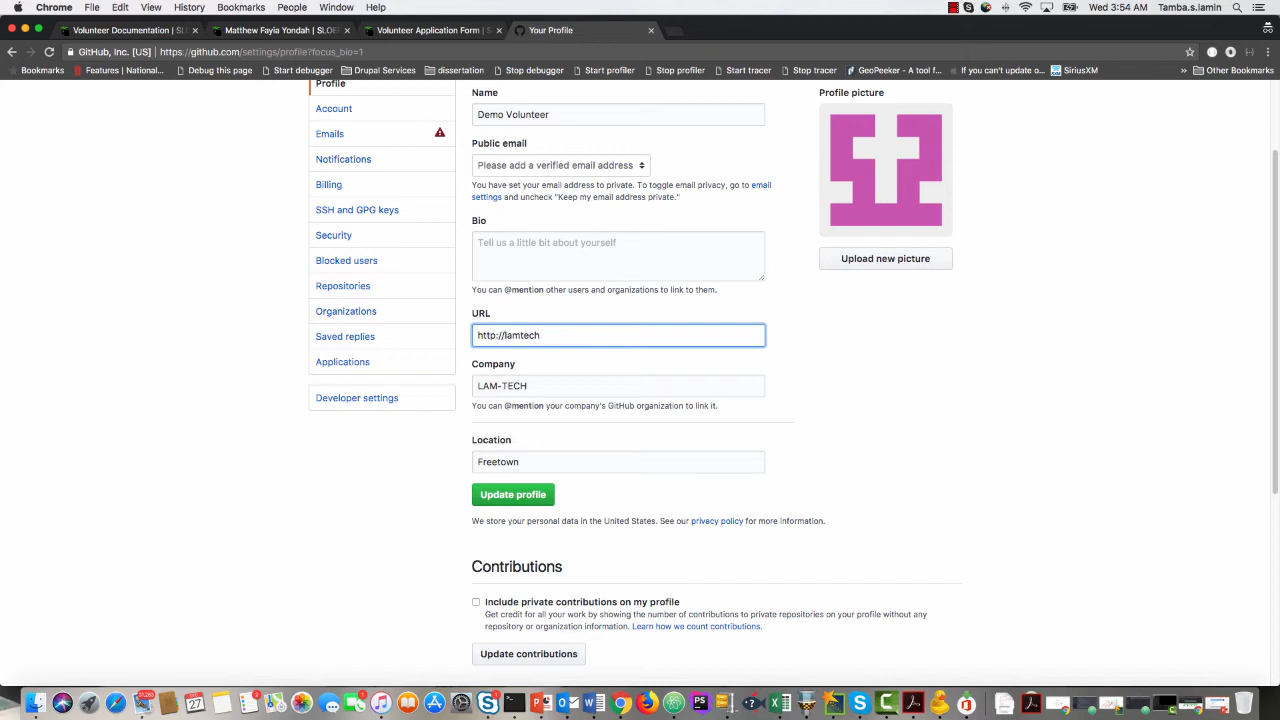 Chrome File Edit View History Bookmarks People Window Help 3:54 AM Tamba.s.lamin
Volunteer Documentation | SL × Matthew Fayia Yondah | SLOE × Volunteer Application Form | × Your Profile ×
GitHub, Inc. [US] https://github.com/settings/profile?focus_bio=1
Bookmarks Features | National... Debug this page Start debugger Drupal Services dissertation Stop debugger Start profiler Stop profiler Start tracer Stop tracer GeoPeeker - A tool f... If you can't update o... SiriusXM » Other Bookmarks
Profile
Account
Emails
Notifications
Billing
SSH and GPG keys
Security
Blocked users
Repositories
Organizations
Saved replies
Applications
Developer settings
Name
Demo Volunteer
Public email
Please add a verified email address
You have set your email address to private. To toggle email privacy, go to email
settings and uncheck "Keep my email address private."
Bio
Tell us a little bit about yourself
You can @mention other users and organizations to link to them.
URL
http://lamtech
Company
LAM-TECH
You can @mention your company's GitHub organization to link it.
Location
Freetown
Update profile
We store your personal data in the United States. See our privacy policy for more information.
Profile picture
Upload new picture
Contributions
Include private contributions on my profile
Get credit for all your work by showing the number of contributions to private repositories on your profile without any
repository or organization information. Learn how we count contributions.
Update contributions